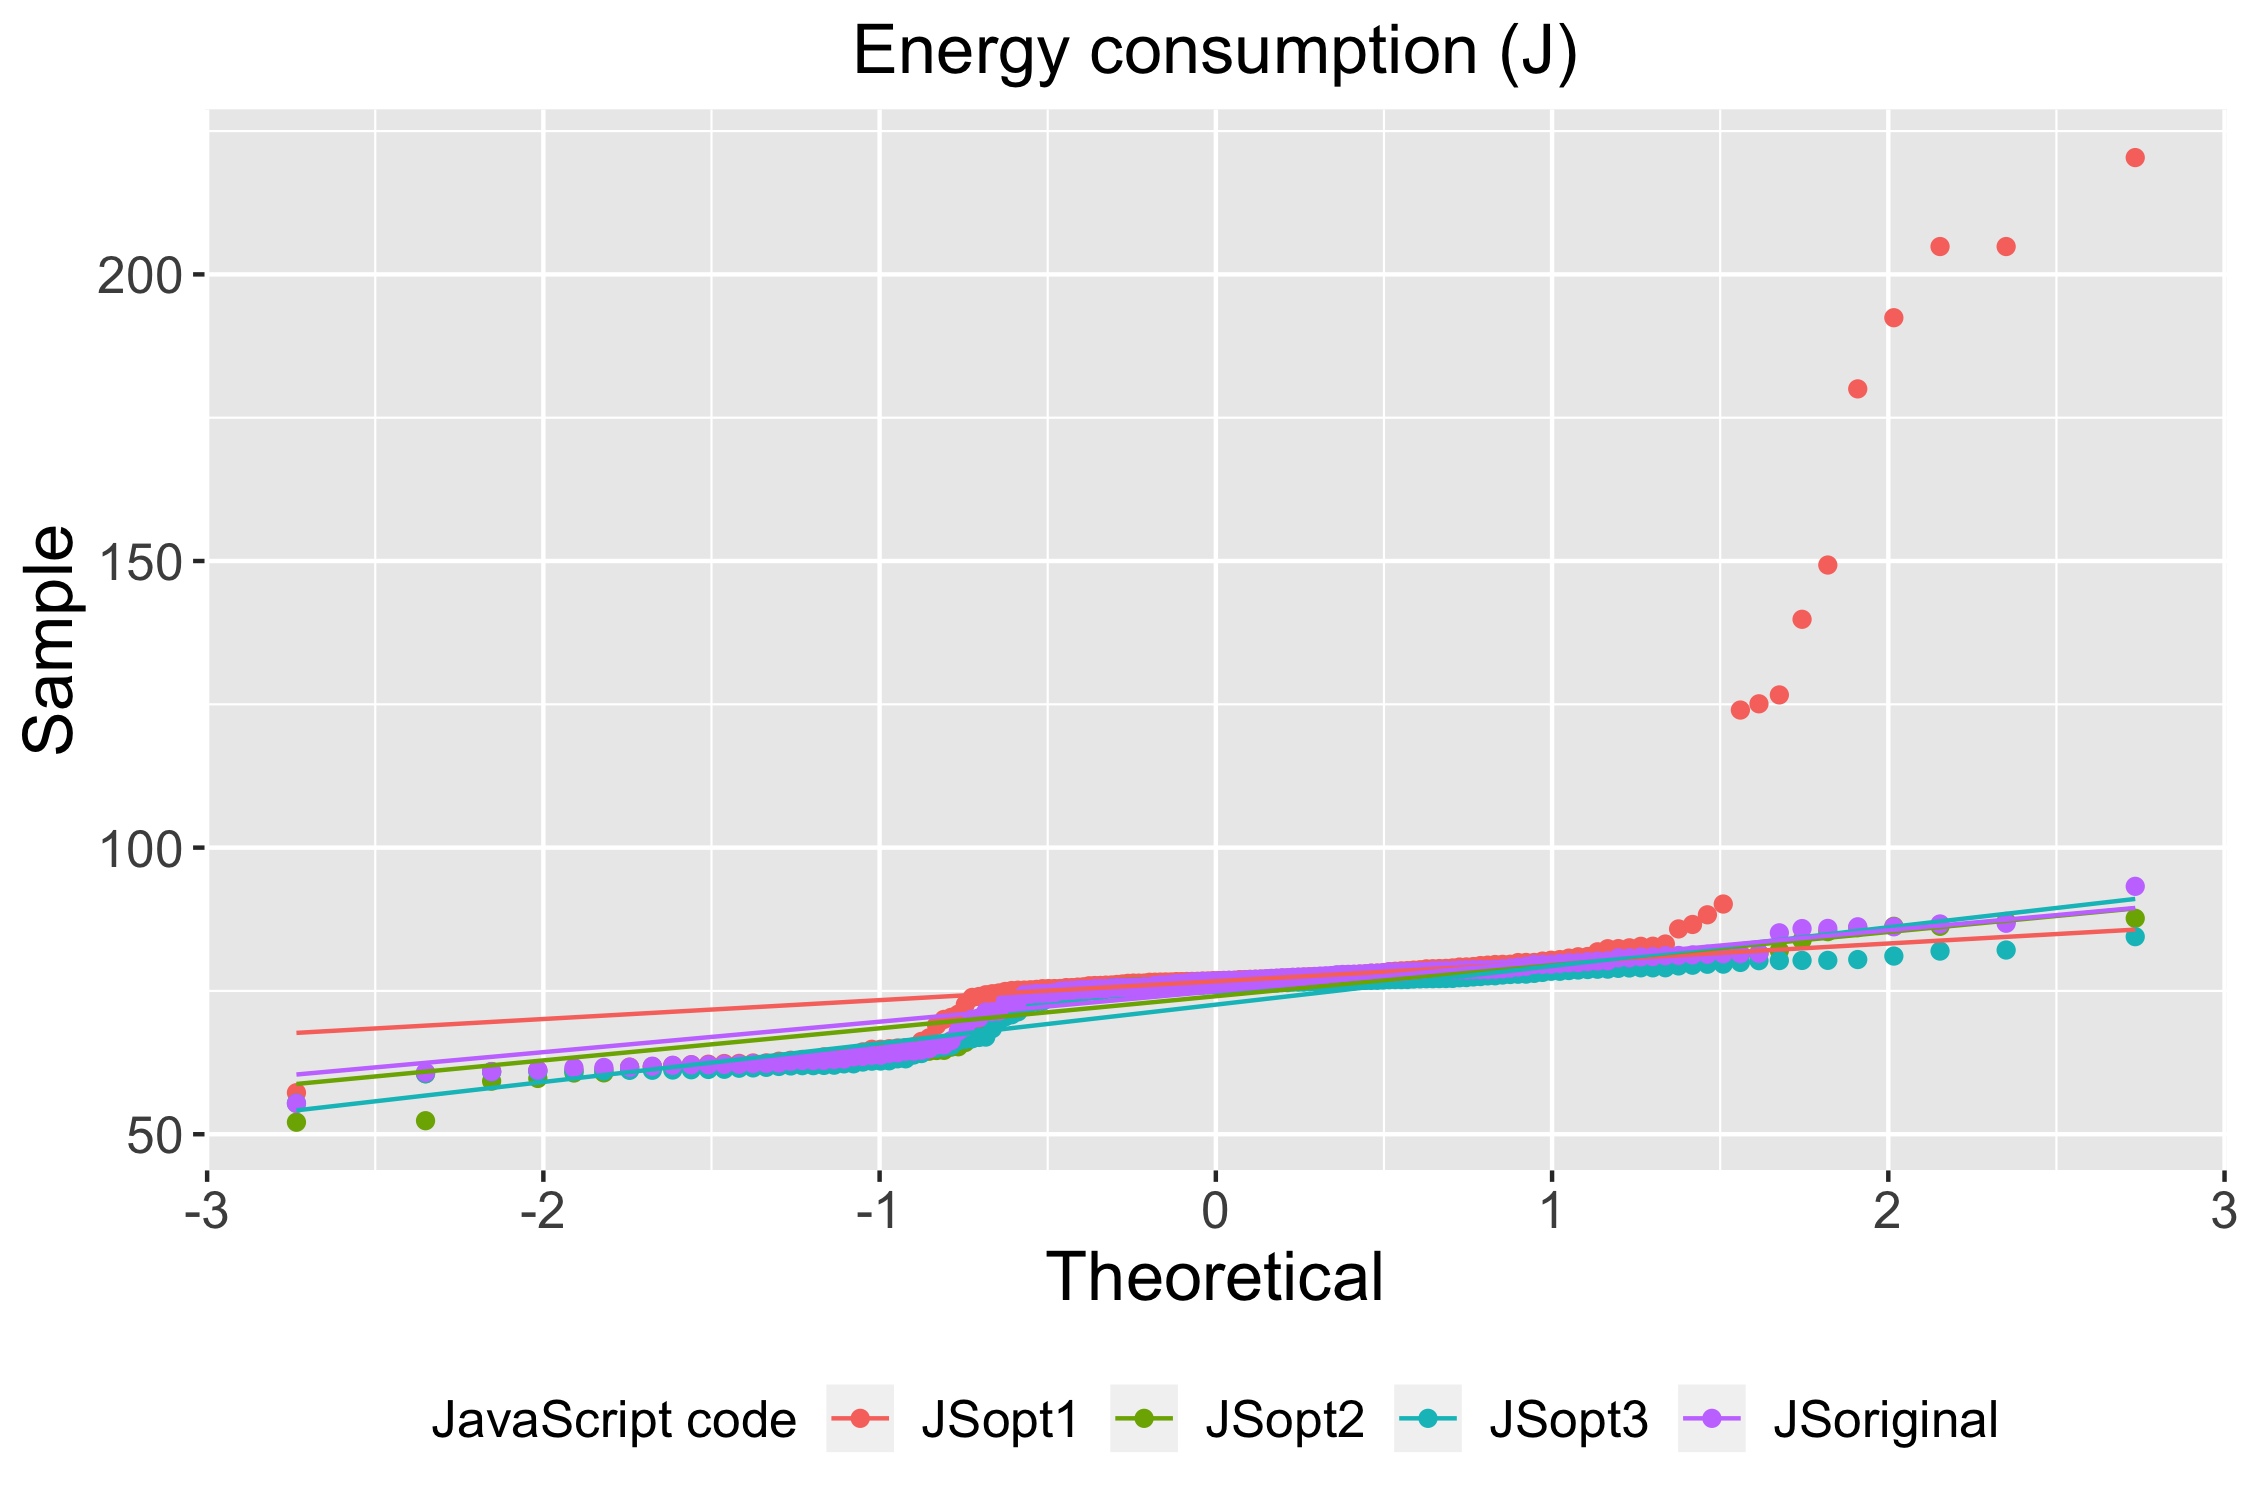 Energy consumption (J)
Sample
200
150
100
50
-3 -2 -1 0 1 2 3
Theoretical
JavaScript code JSopt1 JSopt2 JSopt3 JSoriginal